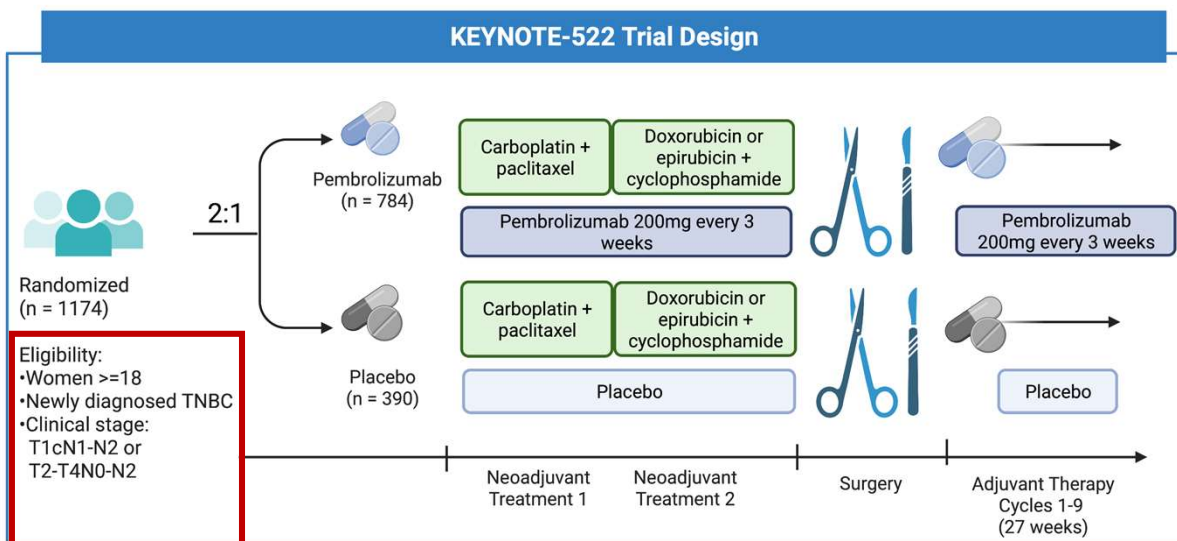 KEYNOTE-522 Trial Design
Randomized
(n = 1174)
2:1
Pembrolizumab
(n = 784)
Carboplatin +
paclitaxel
Doxorubicin or
epirubicin +
cyclophosphamide
Pembrolizumab 200mg every 3
weeks
Pembrolizumab
200mg every 3 weeks
Placebo
(n = 390)
Carboplatin +
paclitaxel
Doxorubicin or
epirubicin +
cyclophosphamide
Placebo
Placebo
Eligibility:
•Women >=18
•Newly diagnosed TNBC
•Clinical stage:
T1cN1-N2 or
T2-T4N0-N2
Neoadjuvant
Treatment 1
Neoadjuvant
Treatment 2
Surgery
Adjuvant Therapy
Cycles 1-9
(27 weeks)